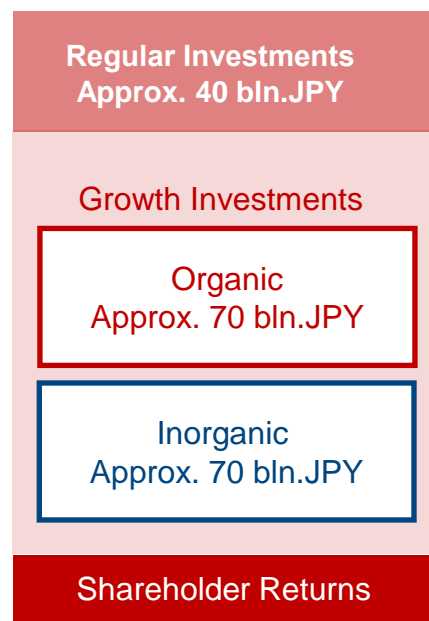 Regular Investments
Approx. 40 bln.JPY
Growth Investments
Organic
Approx. 70 bln.JPY
Inorganic
Approx. 70 bln.JPY
Shareholder Returns